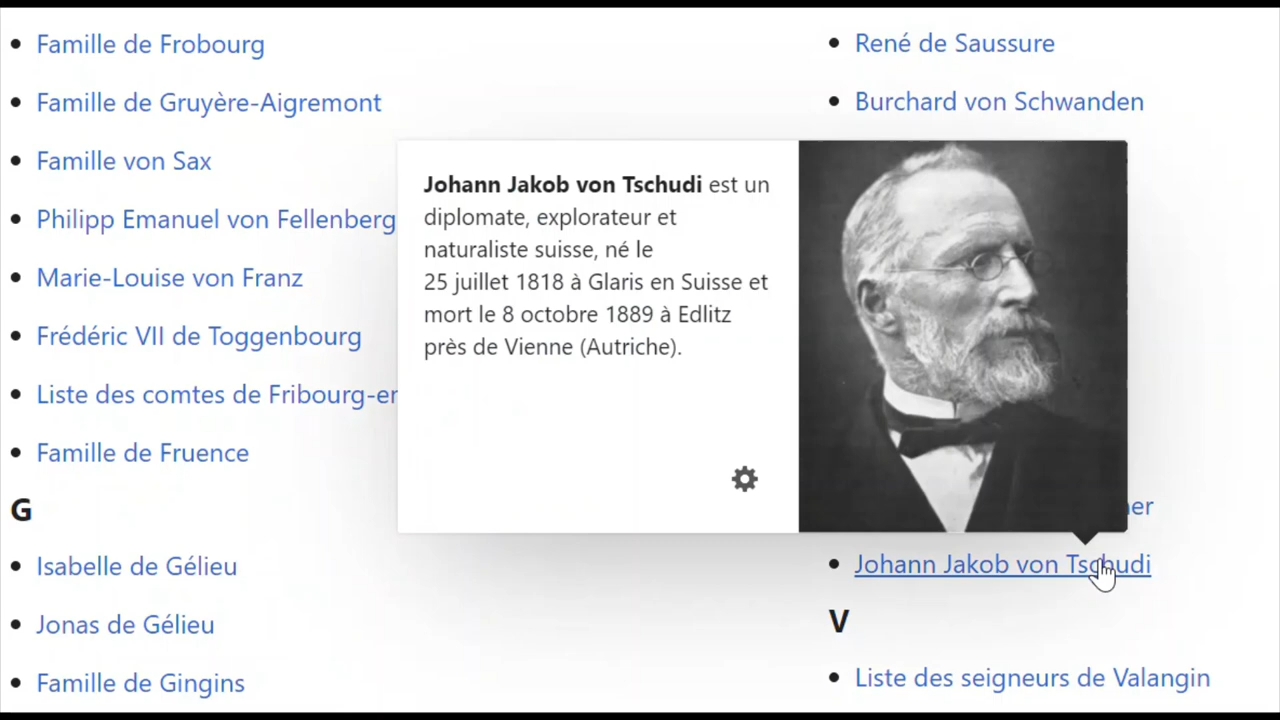 Famille de Frobourg
Famille de Gruyère-Aigremont
Famille von Sax
Philipp Emanuel von Fellenberg
Marie-Louise von Franz
Frédéric VII de Toggenbourg
Liste des comtes de Fribourg-er
Famille de Fruence
G
Isabelle de Gélieu
Jonas de Gélieu
Famille de Gingins
Johann Jakob von Tschudi est un
diplomate, explorateur et
naturaliste suisse, né le
25 juillet 1818 à Glaris en Suisse et
mort le 8 octobre 1889 à Edlitz
près de Vienne (Autriche).
René de Saussure
Burchard von Schwanden
Johann Jakob von Tschudi
V
Liste des seigneurs de Valangin